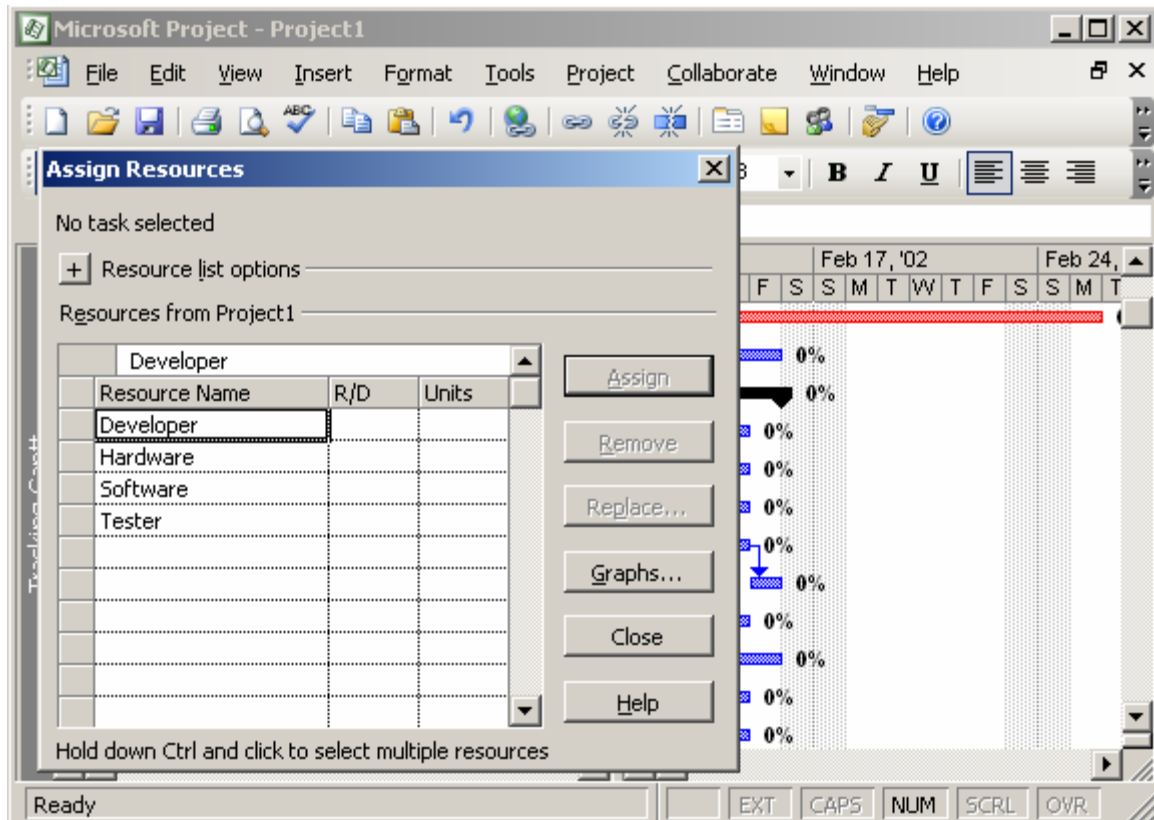 Microsoft Project - Project1
File Edit View Insert Format Tools Project Collaborate Window Help
ABC
Assign Resources
B I U
No task selected
+ Resource list options
Feb 17, '02 Feb 24,
F S S M T W T F S S M T
Resources from Project1
Developer
Resource Name R/D Units
Developer
Hardware
Software
Tester
Assign
Remove
Replace...
Graphs...
Close
Help
0%
0%
0%
0%
0%
0%
0%
0%
0%
0%
0%
Tracking Gantt
Hold down Ctrl and click to select multiple resources
Ready EXT CAPS NUM SCRL OVR